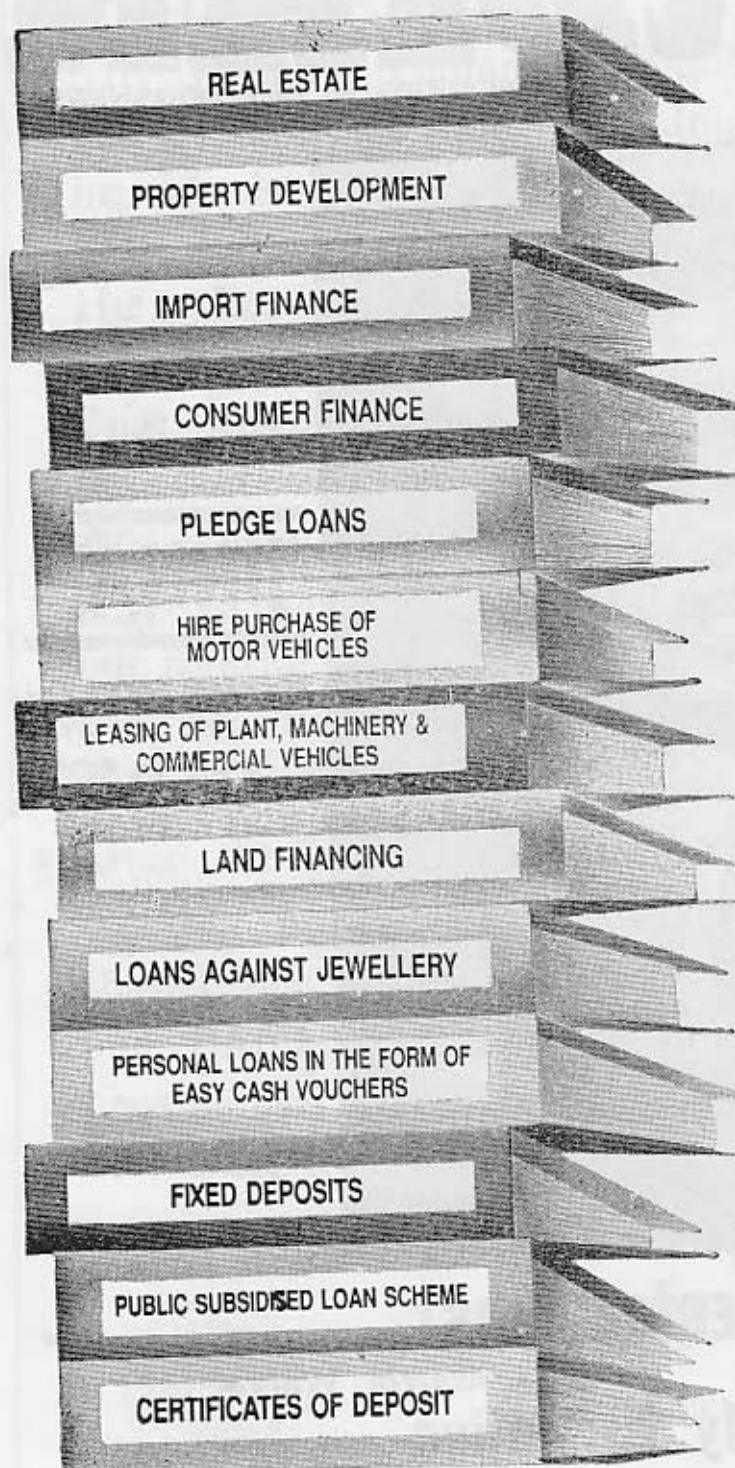 REAL ESTATE
PROPERTY DEVELOPMENT
IMPORT FINANCE
CONSUMER FINANCE
PLEDGE LOANS
HIRE PURCHASE OF
MOTOR VEHICLES
LEASING OF PLANT, MACHINERY &
COMMERCIAL VEHICLES
LAND FINANCING
LOANS AGAINST JEWELLERY
PERSONAL LOANS IN THE FORM OF
EASY CASH VOUCHERS
FIXED DEPOSITS
PUBLIC SUBSIDISED LOAN SCHEME
CERTIFICATES OF DEPOSIT